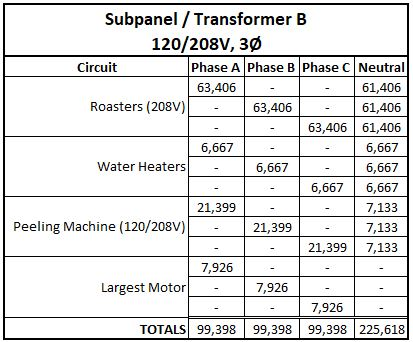 Subpanel / Transformer B
120/208V, 3Ø
Circuit Phase A Phase B Phase C Neutral
63,406 - - 61,406
Roasters (208V) - 63,406 - 61,406
- - 63,406 61,406
6,667 - - 6,667
Water Heaters - 6,667 - 6,667
- - 6,667 6,667
21,399 - - 7,133
Peeling Machine (120/208V) - 21,399 - 7,133
- - 21,399 7,133
7,926 - - -
Largest Motor - 7,926 - -
- - 7,926 -
TOTALS 99,398 99,398 99,398 225,618